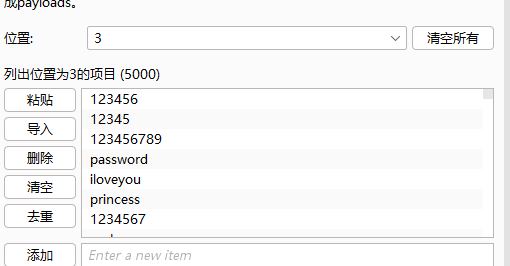 成payloads。
位置: 3 清空所有
列出位置为3的项目 (5000)
粘贴 123456
导入 12345
123456789
删除 password
清空 iloveyou
princess
去重 1234567
添加 Enter a new item